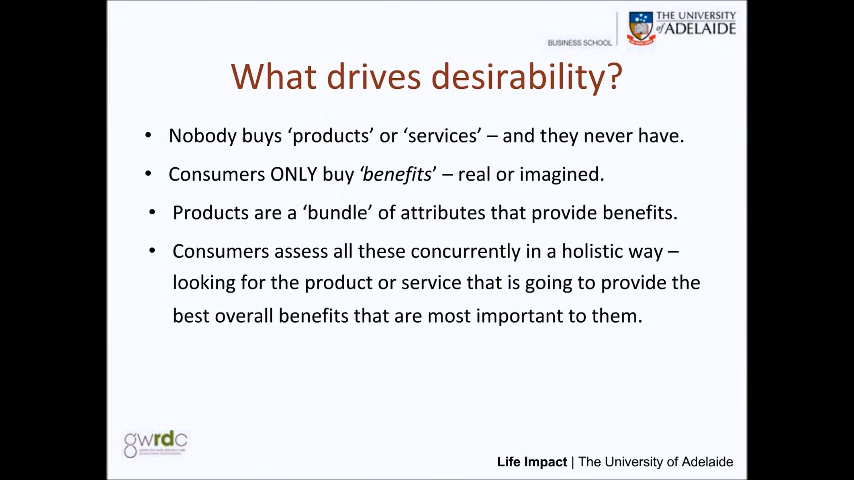 THE UNIVERSITY
of ADELAIDE
BUSINESS SCHOOL
What drives desirability?
• Nobody buys ‘products’ or ‘services’ – and they never have.
• Consumers ONLY buy ‘benefits’ – real or imagined.
• Products are a ‘bundle’ of attributes that provide benefits.
• Consumers assess all these concurrently in a holistic way –
looking for the product or service that is going to provide the
best overall benefits that are most important to them.
gwrdc
Life Impact | The University of Adelaide